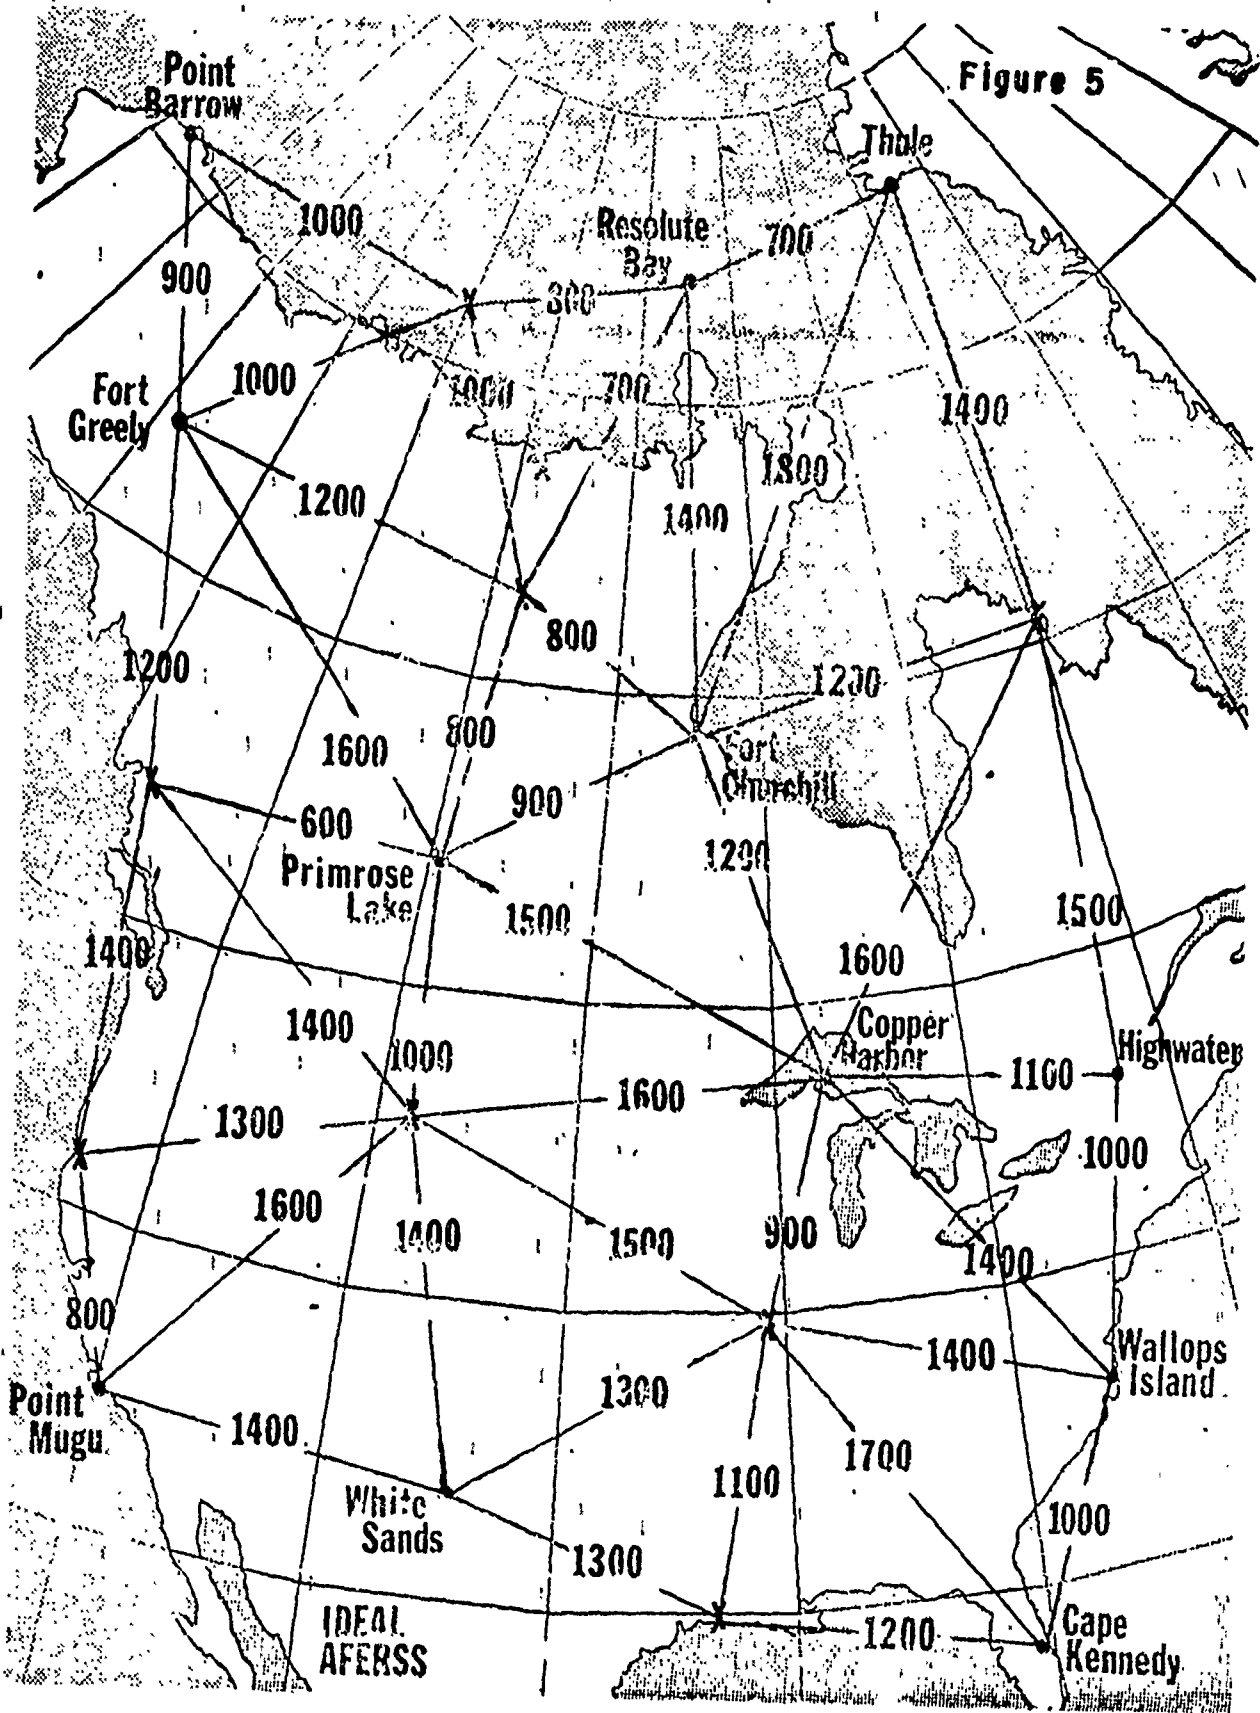 Figure 5
Point
Barrow
Thule
1000
Resolute
Bay
700
900
800
Fort
Greely
1000
1000
700
1400
1200
1800
1400
800
1200
1200
1600
800
Fort
Churchill
600
900
Primrose
Lake
1200
1500
1500
1400
1600
1400
1000
Copper
Harbor
Highwater
1300
1600
1100
1000
1600
1400
1500
900
1400
800
Point
Mugu
1400
Wallops
Island
1300
1400
1700
1100
White
Sands
1000
1300
IDEAL
AFERSS
1200
Cape
Kennedy